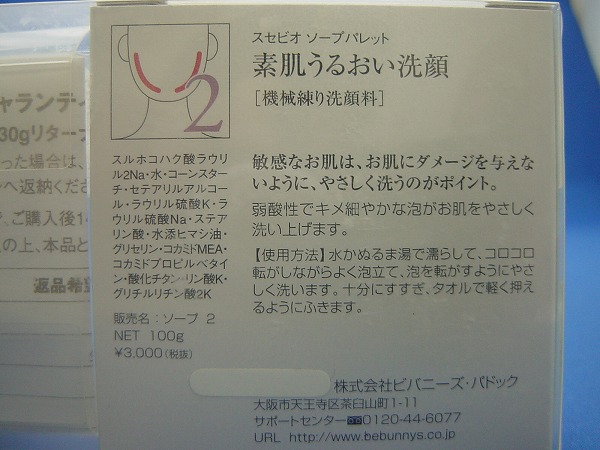 スセビオ ソープパレット
素肌うるおい洗顔
[機械練り洗顔料]
2
スルホコハク酸ラウリ
ル2Na・水・コーンスター
チ・セテアリルアルコー
ル・ラウリル硫酸K・ラ
ウリル硫酸Na・ステア
リン酸・水添ヒマシ油・
グリセリン・コカミドMEA・
コカミドプロピルベタイ
ン・酸化チタン・リン酸K・
グリチルリチン酸2K
販売名：ソープ 2
NET 100g
¥3,000(税抜)
敏感なお肌は、お肌にダメージを与えな
いように、やさしく洗うのがポイント。
弱酸性でキメ細やかな泡がお肌をやさしく
洗い上げます。
【使用方法】水かぬるま湯で濡らして、コロコロ
転がしながらよく泡立て、泡を転がすようにやさ
しく洗います。十分にすすぎ、タオルで軽く押え
るようにふきます。
株式会社ビバニーズ・パドック
大阪市天王寺区茶臼山町1-11
サポートセンター 0120-44-6077
URL http://www.bebunnys.co.jp
ャランティ
30gリターナ
った場合は、
へ返納くださ
で、ご購入後1
の上、本品と
返品希望